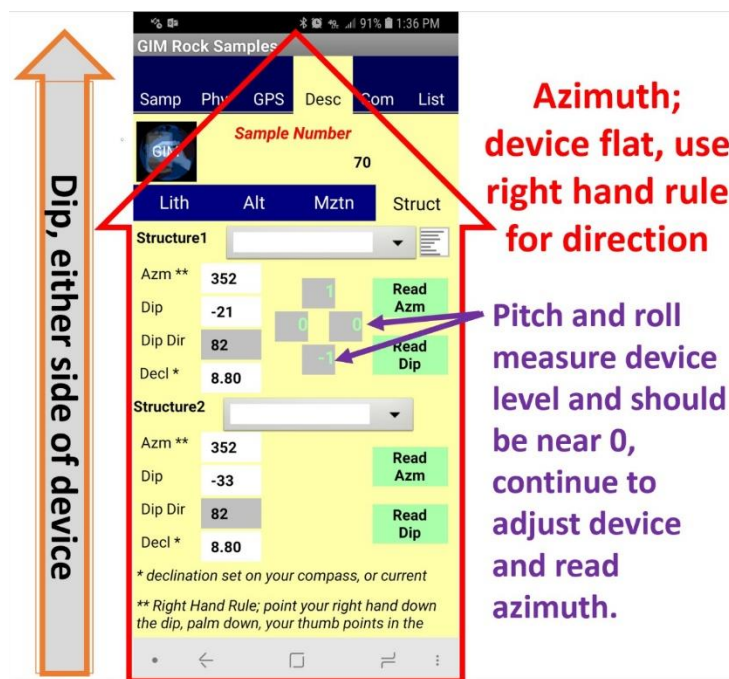 91% 1:36 PM
GIM Rock Samples
Samp Phy GPS Desc Com List
GIM
Sample Number
70
Lith Alt Mztn Struct
Structure1
Azm ** 352
1
Read
Azm
Dip -21
0 0
Dip Dir 82
-1
Read
Dip
Decl * 8.80
Structure2
Azm ** 352
Read
Azm
Dip -33
Dip Dir 82
Read
Dip
Decl * 8.80
* declination set on your compass, or current
** Right Hand Rule; point your right hand down
the dip, palm down, your thumb points in the
Dip, either side of device
Azimuth;
device flat, use
right hand rule
for direction
Pitch and roll
measure device
level and should
be near 0,
continue to
adjust device
and read
azimuth.